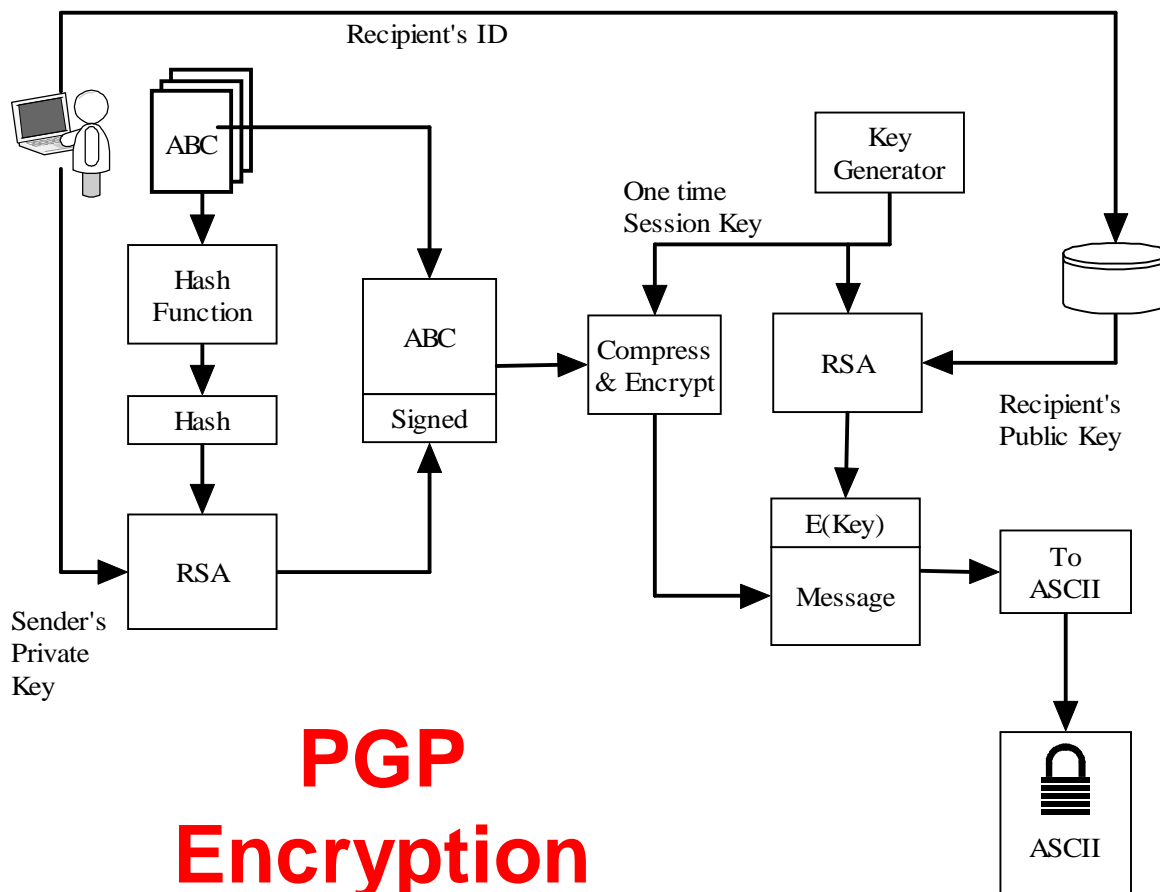 Recipient's ID
ABC
Key
Generator
One time
Session Key
Hash
Function
ABC
Signed
Compress
& Encrypt
RSA
Recipient's
Public Key
Hash
RSA
E(Key)
Message
To
ASCII
Sender's
Private
Key
PGP
Encryption
ASCII